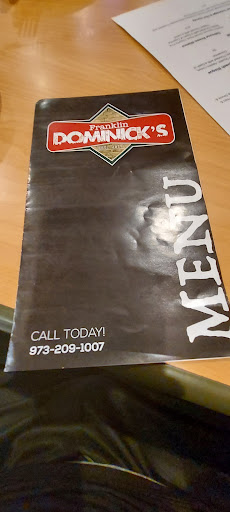 Franklin
DOMINICK'S
MENU
CALL TODAY!
973-209-1007